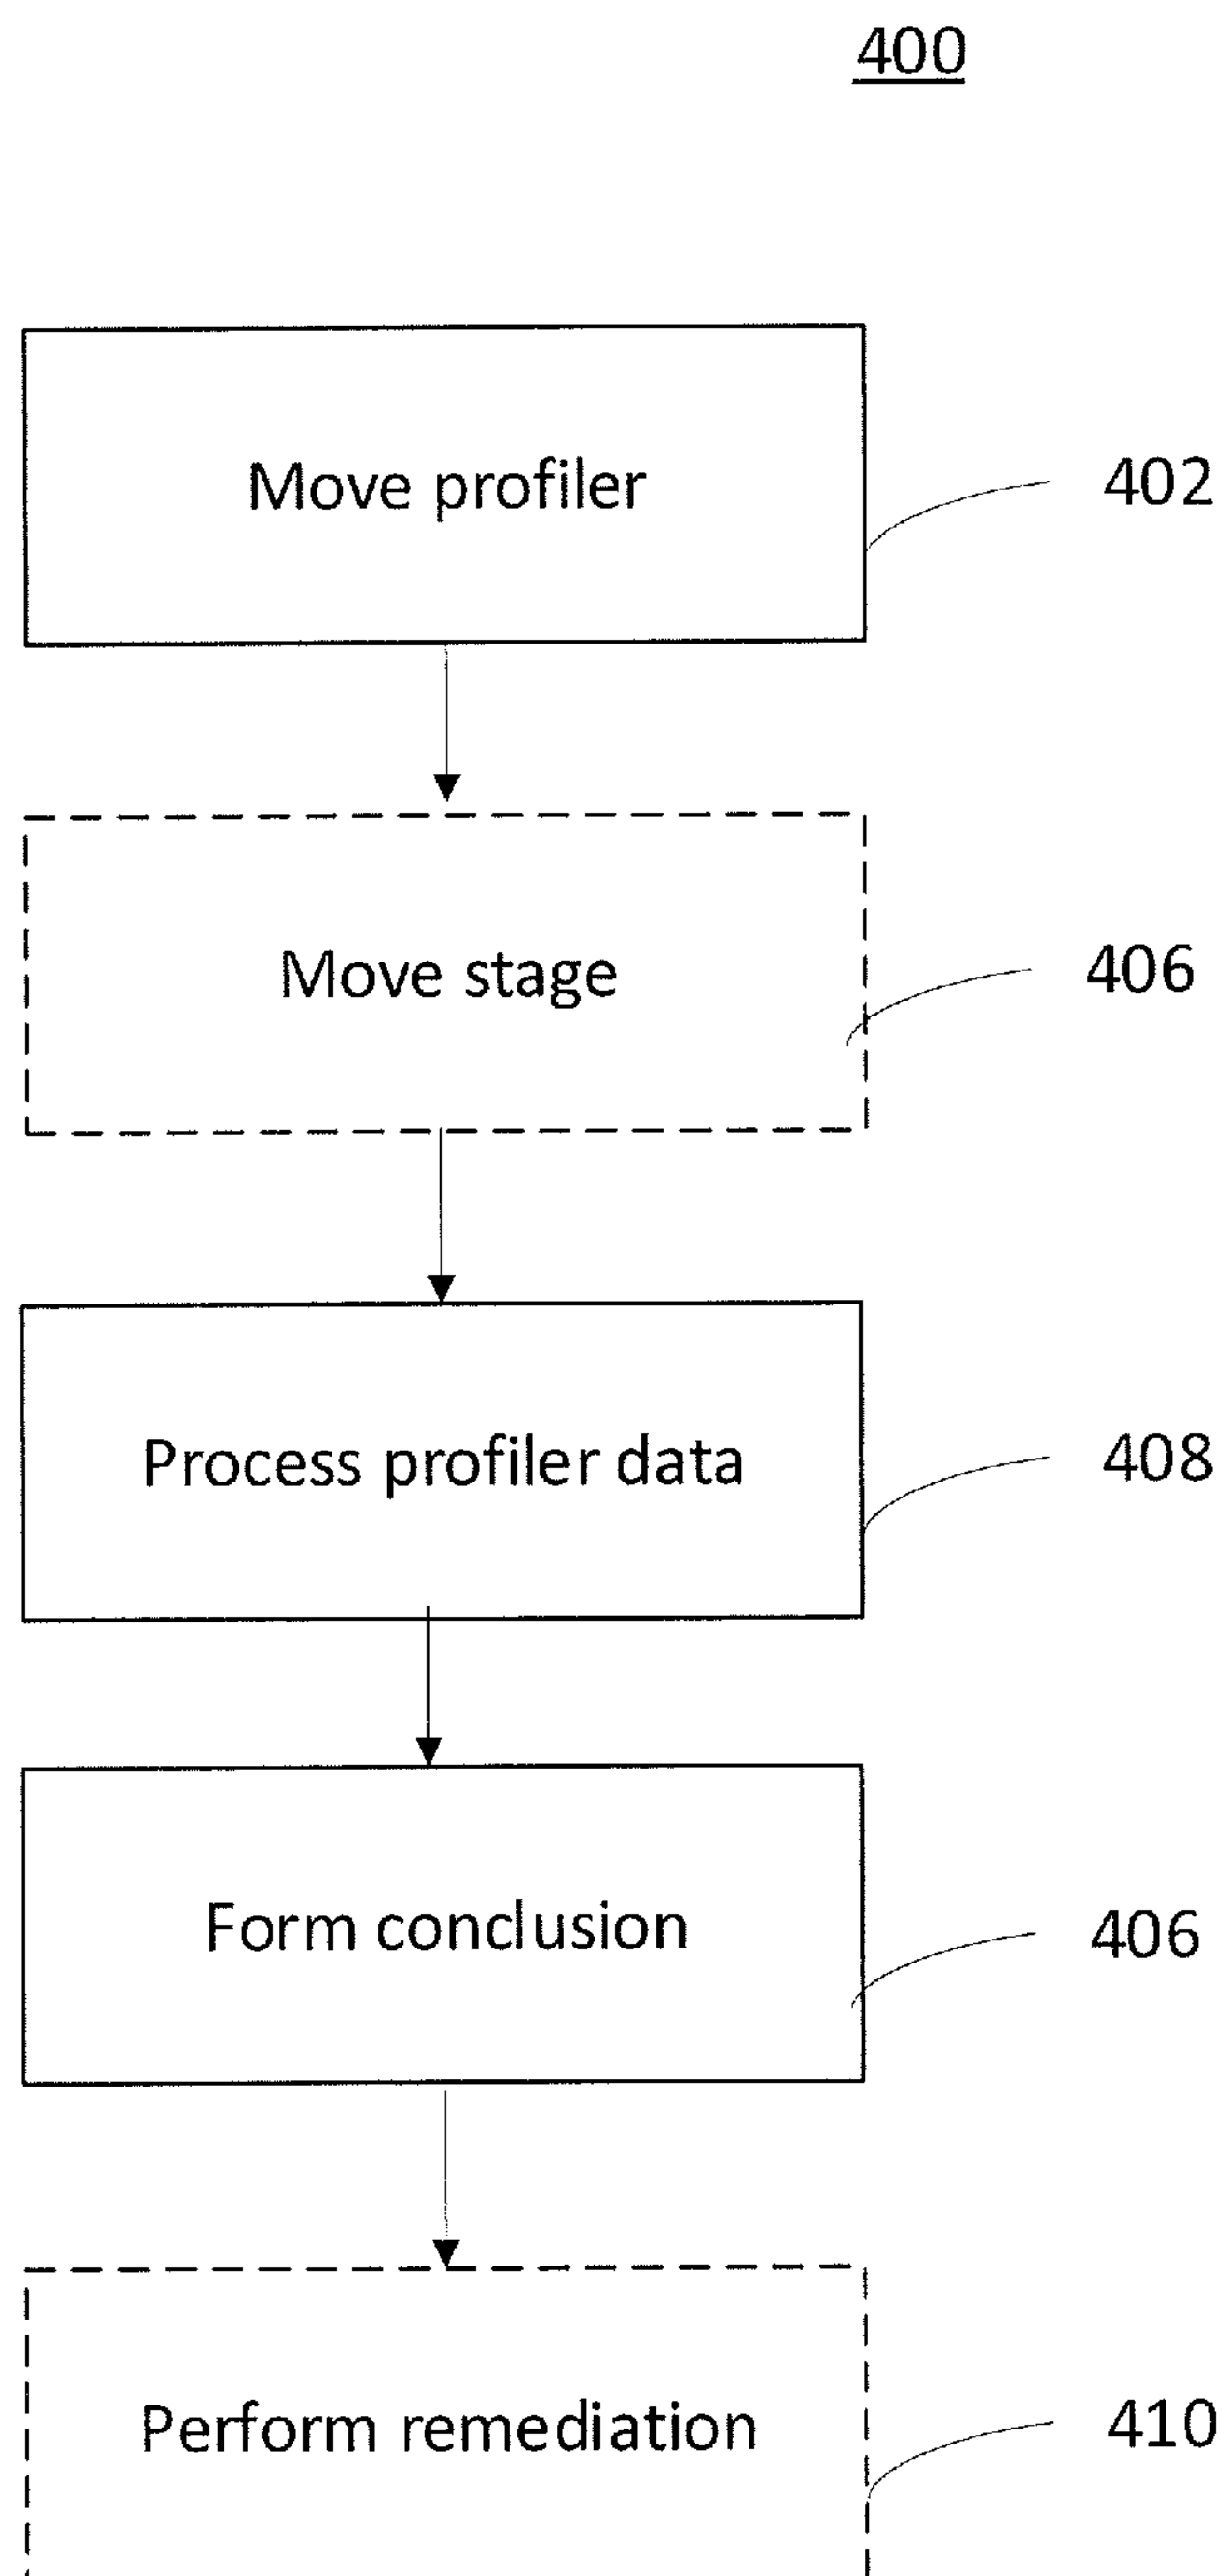 400
Move profiler
402
Move stage
406
Process profiler data
408
Form conclusion
406
Perform remediation
410